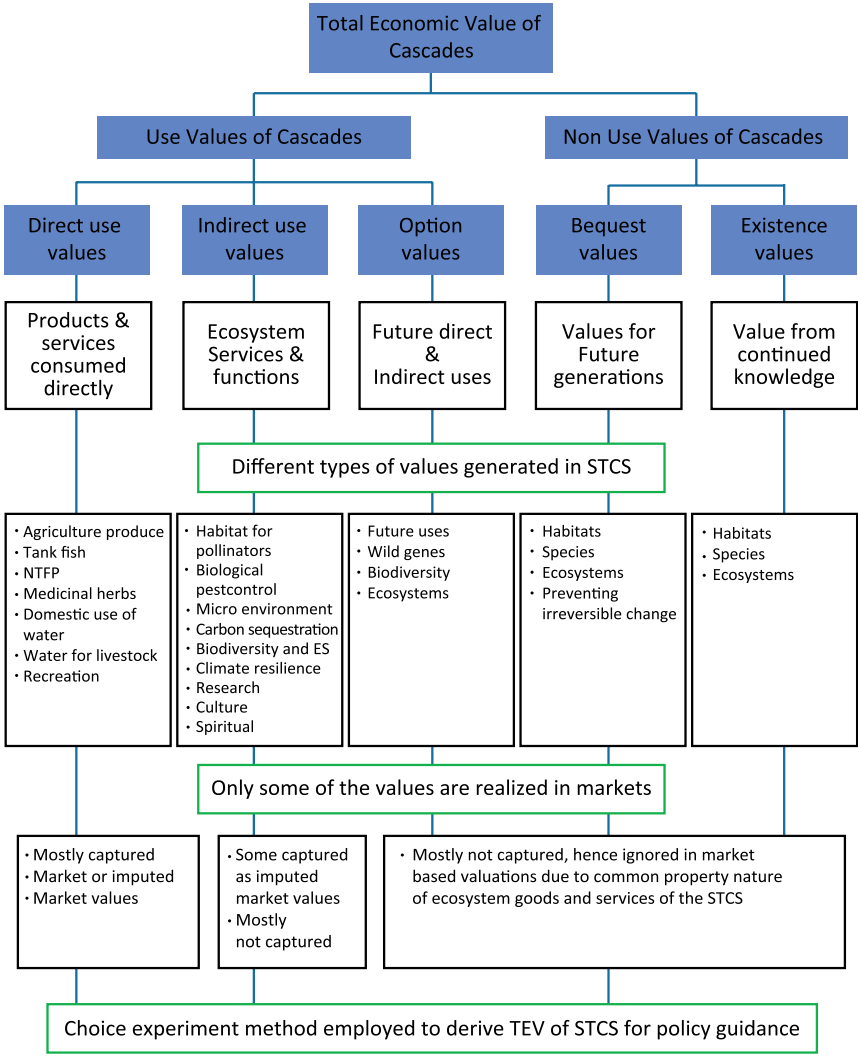 Total Economic Value of
Cascades
Use Values of Cascades
Non Use Values of Cascades
Direct use
values
Indirect use
values
Option
values
Bequest
values
Existence
values
Products &
services
consumed
directly
Ecosystem
Services &
functions
Future direct
&
Indirect uses
Values for
Future
generations
Value from
continued
knowledge
Different types of values generated in STCS
· Agriculture produce
· Tank fish
· NTFP
· Medicinal herbs
· Domestic use of
water
· Water for livestock
· Recreation
· Habitat for
pollinators
· Biological
pestcontrol
· Micro environment
· Carbon sequestration
· Biodiversity and ES
· Climate resilience
· Research
· Culture
· Spiritual
· Future uses
· Wild genes
· Biodiversity
· Ecosystems
· Habitats
· Species
· Ecosystems
· Preventing
irreversible change
· Habitats
· Species
· Ecosystems
Only some of the values are realized in markets
· Mostly captured
· Market or imputed
· Market values
· Some captured
as imputed
market values
· Mostly
not captured
· Mostly not captured, hence ignored in market
based valuations due to common property nature
of ecosystem goods and services of the STCS
Choice experiment method employed to derive TEV of STCS for policy guidance